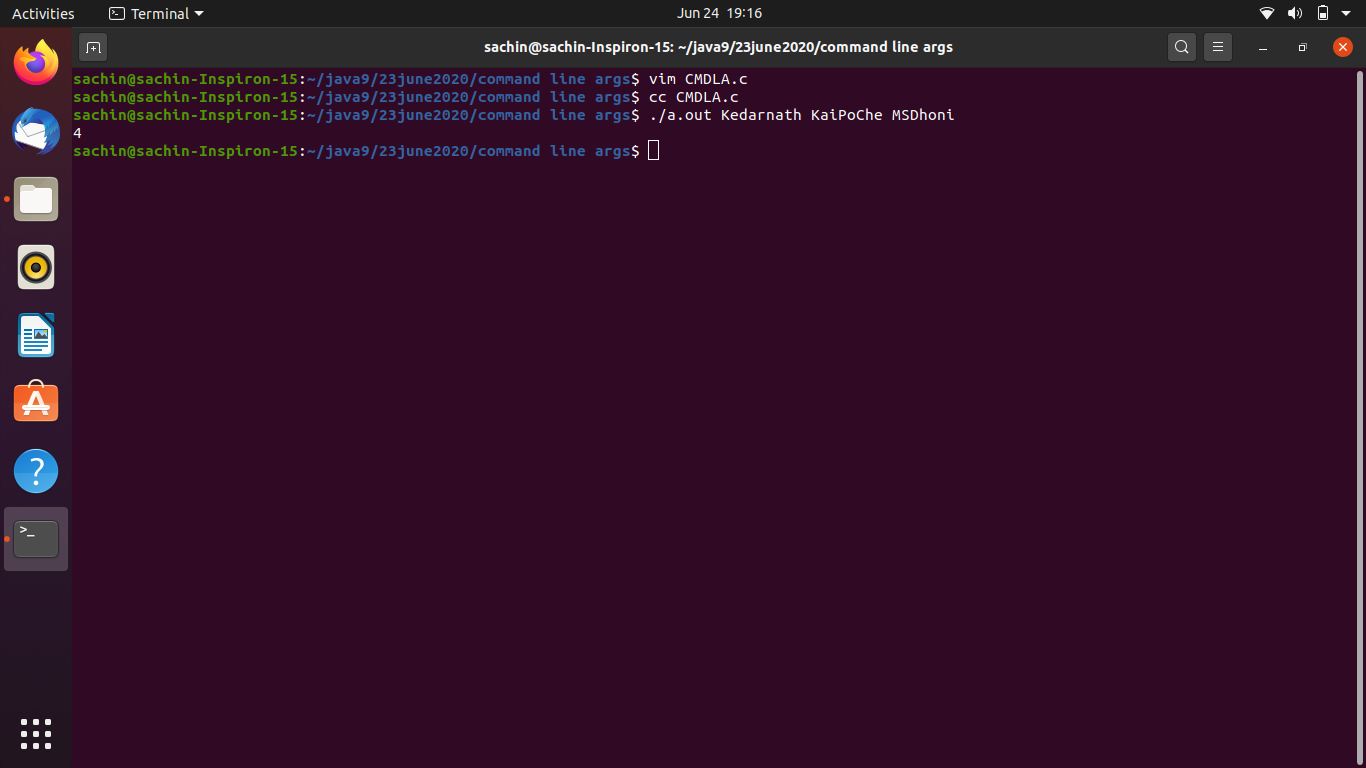 Activities Terminal Jun 24 19:16
sachin@sachin-Inspiron-15: ~/java9/23june2020/command line args
sachin@sachin-Inspiron-15:~/java9/23june2020/command line args$ vim CMDLA.c
sachin@sachin-Inspiron-15:~/java9/23june2020/command line args$ cc CMDLA.c
sachin@sachin-Inspiron-15:~/java9/23june2020/command line args$ ./a.out Kedarnath KaiPoChe MSDhoni
4
sachin@sachin-Inspiron-15:~/java9/23june2020/command line args$